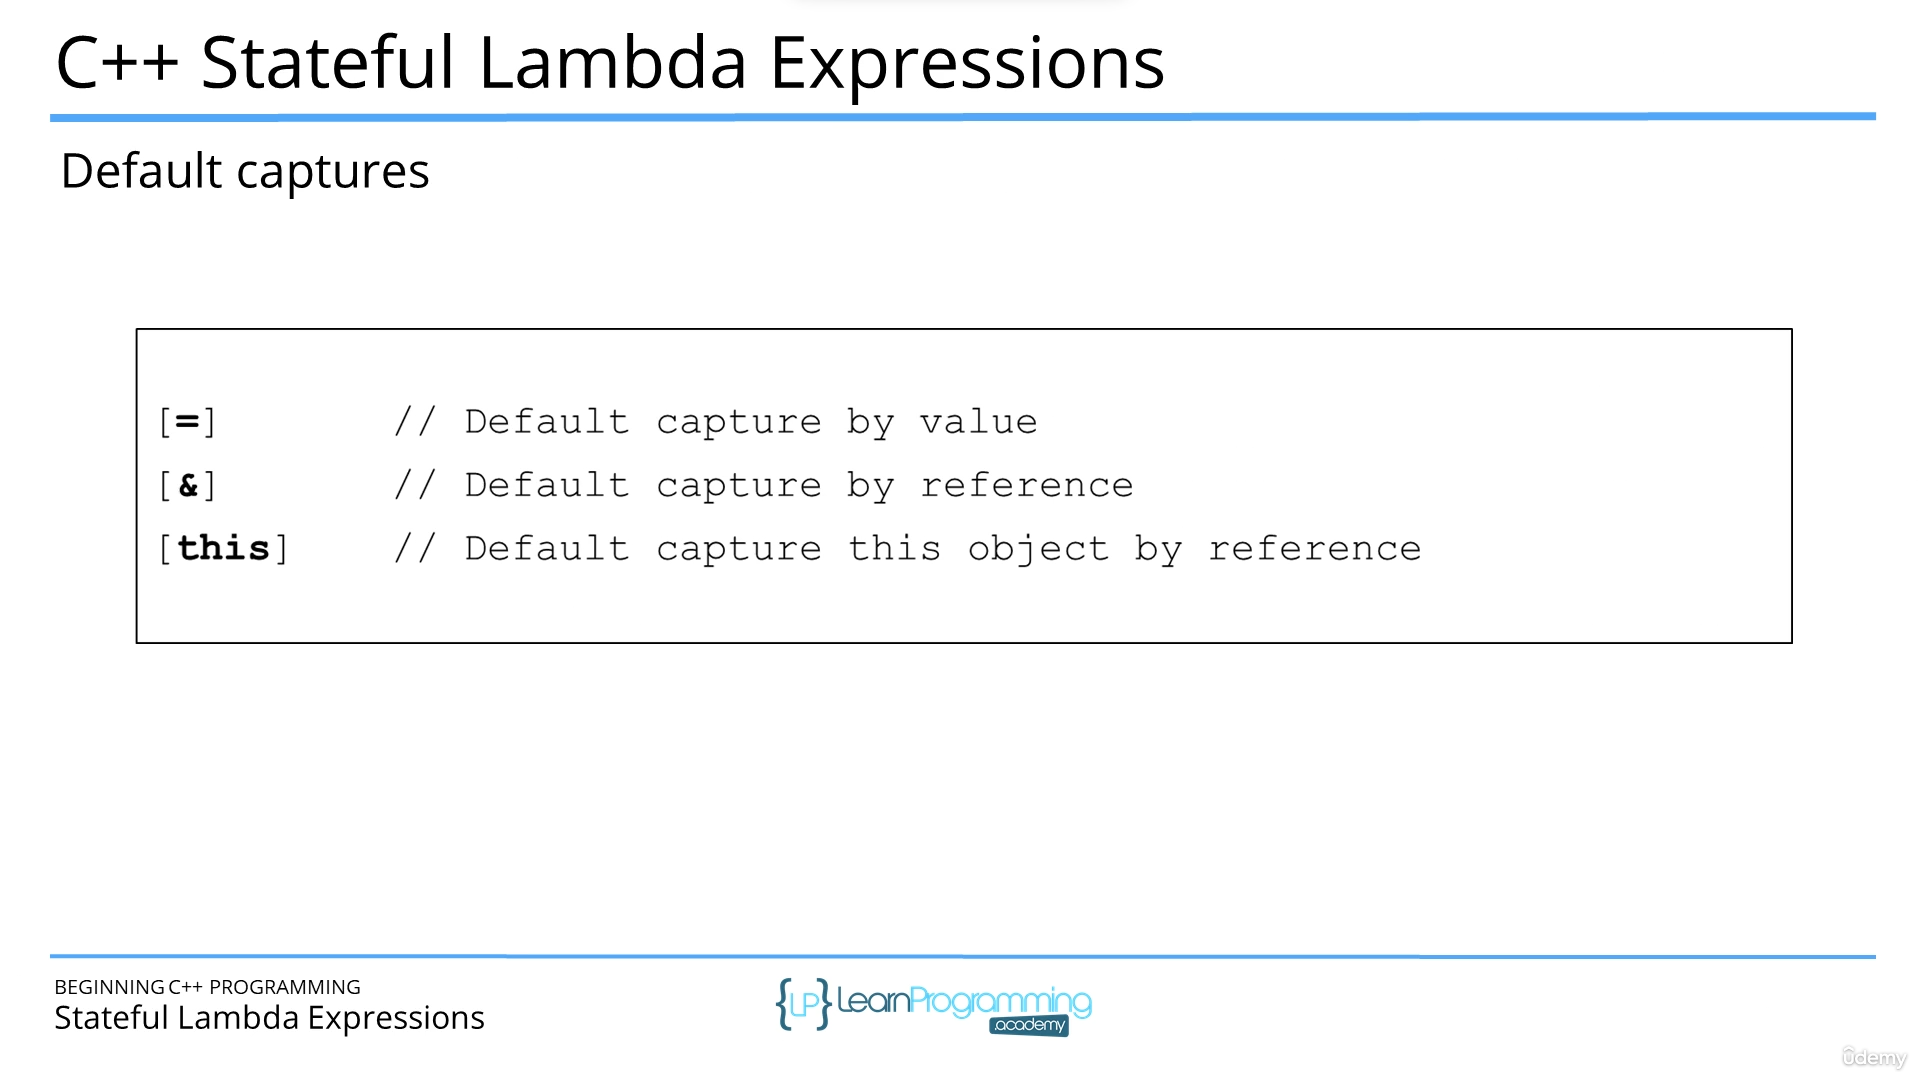 C++ Stateful Lambda Expressions
Default captures
[=] // Default capture by value
[&] // Default capture by reference
[this] // Default capture this object by reference
BEGINNING C++ PROGRAMMING
Stateful Lambda Expressions
{LP} LearnProgramming
.academy
ûdemy